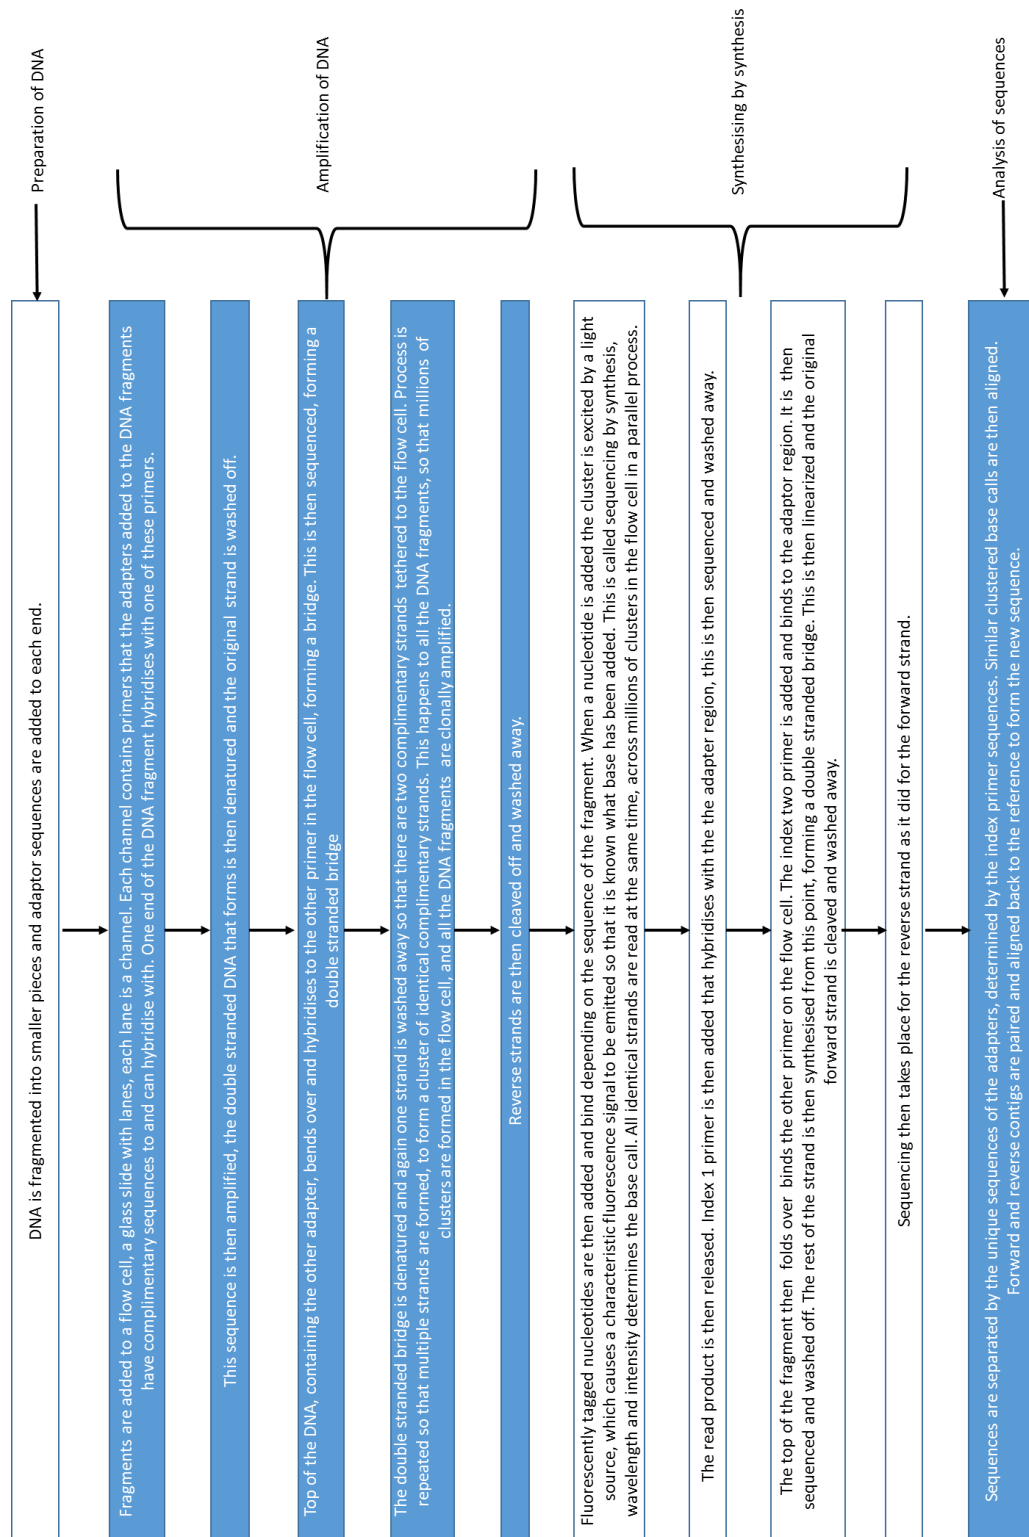 DNA is fragmented into smaller pieces and adaptor sequences are added to each end.
Preparation of DNA
Fragments are added to a flow cell, a glass slide with lanes, each lane is a channel. Each channel contains primers that the adapters added to the DNA fragments
have complimentary sequences to and can hybridise with. One end of the DNA fragment hybridises with one of these primers.
This sequence is then amplified, the double stranded DNA that forms is then denatured and the original strand is washed off.
Top of the DNA, containing the other adapter, bends over and hybridises to the other primer in the flow cell, forming a bridge. This is then sequenced, forming a
double stranded bridge
Amplification of DNA
The double stranded bridge is denatured and again one strand is washed away so that there are two complimentary strands tethered to the flow cell. Process is
repeated so that multiple strands are formed, to form a cluster of identical complimentary strands. This happens to all the DNA fragments, so that millions of
clusters are formed in the flow cell, and all the DNA fragments are clonally amplified.
Reverse strands are then cleaved off and washed away.
Fluorescently tagged nucleotides are then added and bind depending on the sequence of the fragment. When a nucleotide is added the cluster is excited by a light
source, which causes a characteristic fluorescence signal to be emitted so that it is known what base has been added. This is called sequencing by synthesis,
wavelength and intensity determines the base call. All identical strands are read at the same time, across millions of clusters in the flow cell in a parallel process.
The read product is then released. Index 1 primer is then added that hybridises with the the adapter region, this is then sequenced and washed away.
Synthesising by synthesis
The top of the fragment then folds over binds the other primer on the flow cell. The index two primer is added and binds to the adaptor region. It is then
sequenced and washed off. The rest of the strand is then synthesised from this point, forming a double stranded bridge. This is then linearized and the original
forward strand is cleaved and washed away.
Sequencing then takes place for the reverse strand as it did for the forward strand.
Sequences are separated by the unique sequences of the adapters, determined by the index primer sequences. Similar clustered base calls are then aligned.
Forward and reverse contigs are paired and aligned back to the reference to form the new sequence.
Analysis of sequences